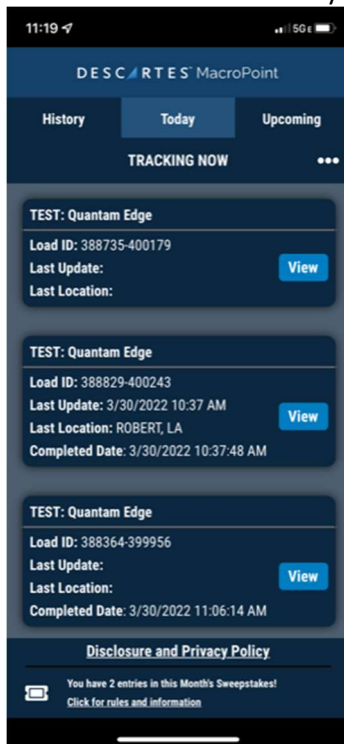 11:19
5G E
DESCARTES™ MacroPoint
History Today Upcoming
TRACKING NOW
TEST: Quantam Edge
Load ID: 388735-400179
Last Update:
Last Location:
View
TEST: Quantam Edge
Load ID: 388829-400243
Last Update: 3/30/2022 10:37 AM
Last Location: ROBERT, LA
Completed Date: 3/30/2022 10:37:48 AM
View
TEST: Quantam Edge
Load ID: 388364-399956
Last Update:
Last Location:
Completed Date: 3/30/2022 11:06:14 AM
View
Disclosure and Privacy Policy
You have 2 entries in this Month's Sweepstakes!
Click for rules and information